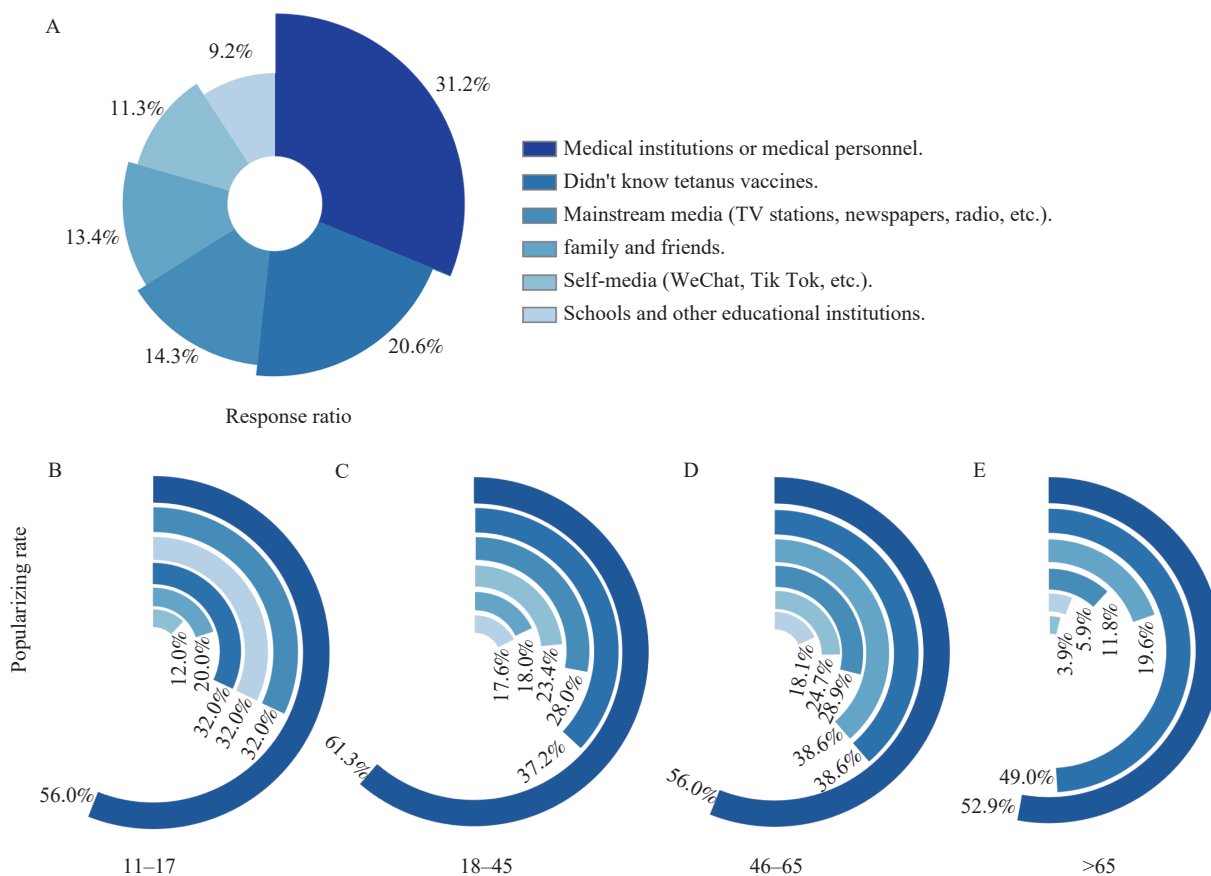 A
9.2%
31.2%
11.3%
13.4%
14.3%
20.6%
Medical institutions or medical personnel.
Didn't know tetanus vaccines.
Mainstream media (TV stations, newspapers, radio, etc.).
family and friends.
Self-media (WeChat, Tik Tok, etc.).
Schools and other educational institutions.
Response ratio
Popularizing rate
B
12.0%
20.0%
32.0%
32.0%
32.0%
56.0%
11–17
C
17.6%
18.0%
23.4%
28.0%
37.2%
61.3%
18–45
D
18.1%
24.7%
28.9%
38.6%
38.6%
56.0%
46–65
E
3.9%
5.9%
11.8%
19.6%
49.0%
52.9%
>65